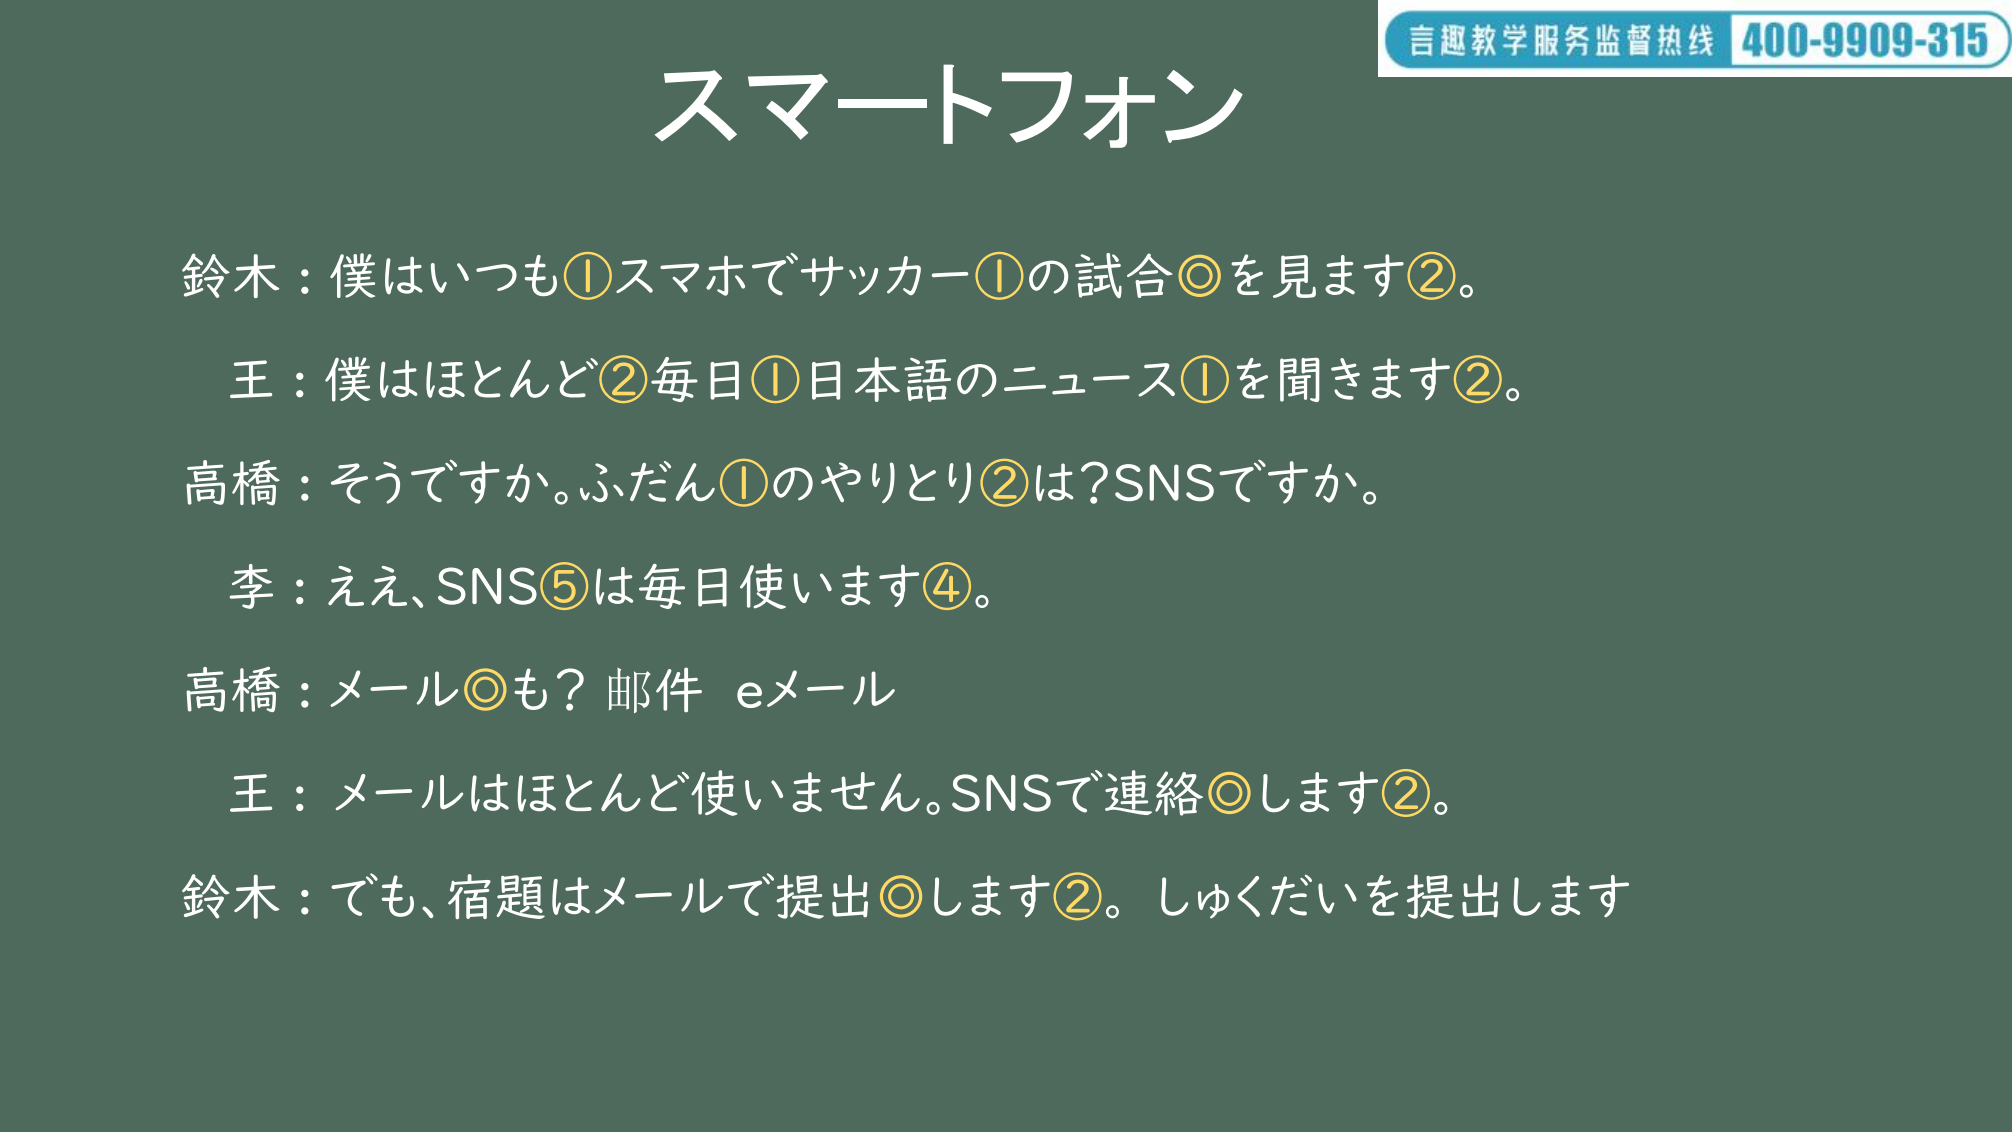 言趣教学服务监督热线 400-9909-315
スマートフォン
鈴木：僕はいつも①スマホでサッカー①の試合◎を見ます②。
王：僕はほとんど②毎日①日本語のニュース①を聞きます②。
高橋：そうですか。ふだん①のやりとり②は？SNSですか。
李：ええ、SNS⑤は毎日使います④。
高橋：メール◎も？ 邮件　eメール
王： メールはほとんど使いません。SNSで連絡◎します②。
鈴木：でも、宿題はメールで提出◎します②。 しゅくだいを提出します